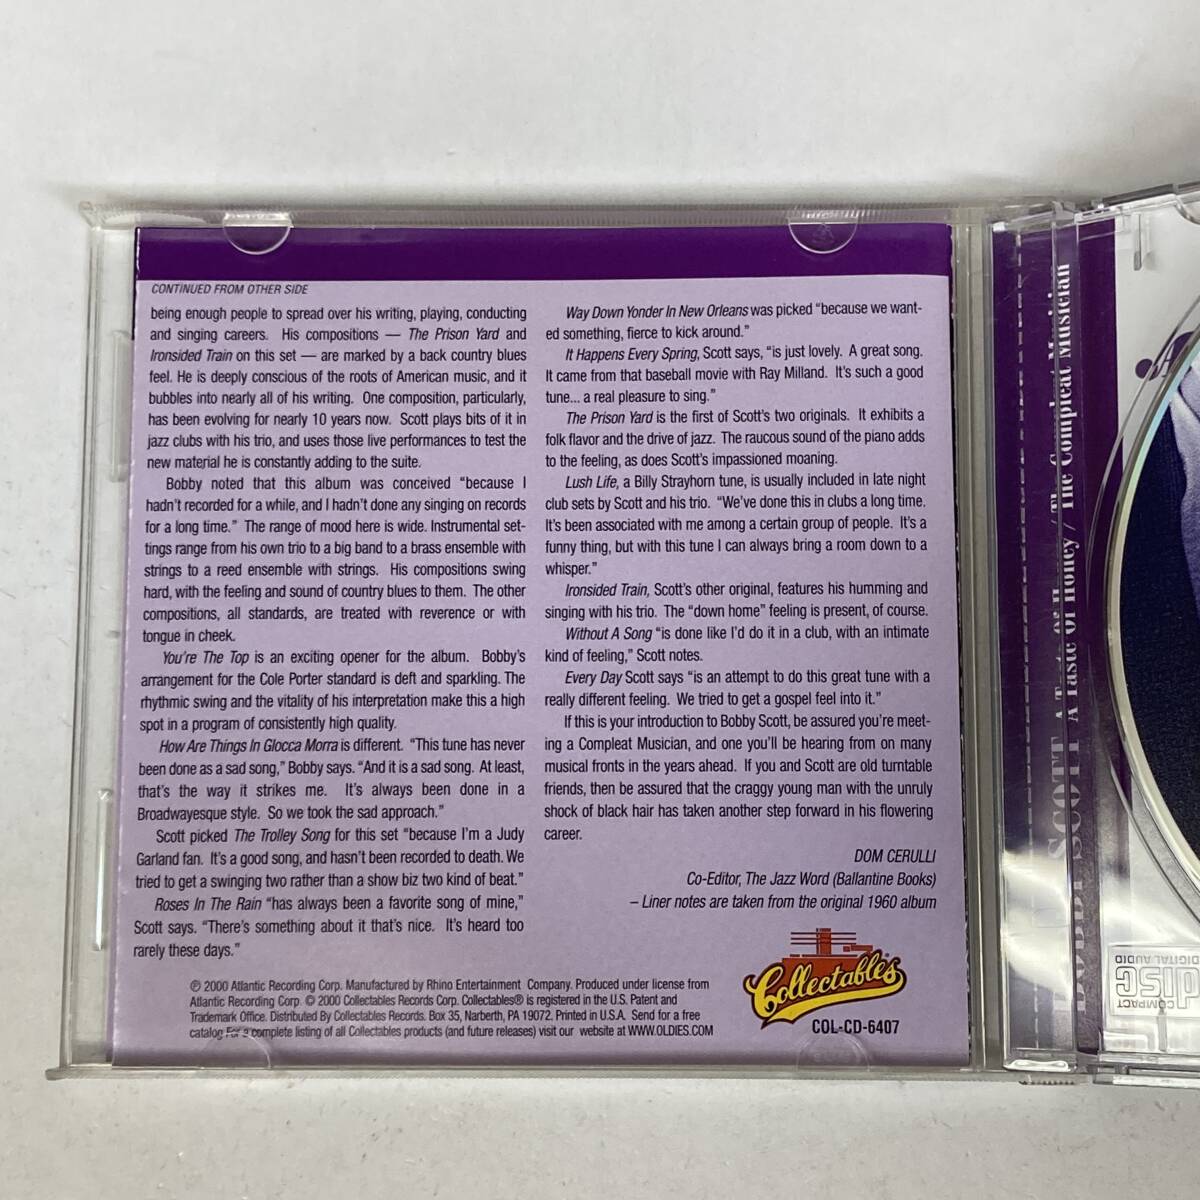 CONTINUED FROM OTHER SIDE
being enough people to spread over his writing, playing, conducting
and singing careers. His compositions — The Prison Yard and
Ironsided Train on this set — are marked by a back country blues
feel. He is deeply conscious of the roots of American music, and it
bubbles into nearly all of his writing. One composition, particularly,
has been evolving for nearly 10 years now. Scott plays bits of it in
jazz clubs with his trio, and uses those live performances to test the
new material he is constantly adding to the suite.
Bobby noted that this album was conceived “because I
hadn’t recorded for a while, and I hadn’t done any singing on records
for a long time.” The range of mood here is wide. Instrumental set-
tings range from his own trio to a big band to a brass ensemble with
strings to a reed ensemble with strings. His compositions swing
hard, with the feeling and sound of country blues to them. The other
compositions, all standards, are treated with reverence or with
tongue in cheek.
You’re The Top is an exciting opener for the album. Bobby’s
arrangement for the Cole Porter standard is deft and sparkling. The
rhythmic swing and the vitality of his interpretation make this a high
spot in a program of consistently high quality.
How Are Things In Glocca Morra is different. “This tune has never
been done as a sad song,” Bobby says. “And it is a sad song. At least,
that’s the way it strikes me. It’s always been done in a
Broadwayesque style. So we took the sad approach.”
Scott picked The Trolley Song for this set “because I’m a Judy
Garland fan. It’s a good song, and hasn’t been recorded to death. We
tried to get a swinging two rather than a show biz two kind of beat.”
Roses In The Rain “has always been a favorite song of mine,”
Scott says. “There’s something about it that’s nice. It’s heard too
rarely these days.”
Way Down Yonder In New Orleans was picked “because we want-
ed something, fierce to kick around.”
It Happens Every Spring, Scott says, “is just lovely. A great song.
It came from that baseball movie with Ray Milland. It’s such a good
tune... a real pleasure to sing.”
The Prison Yard is the first of Scott’s two originals. It exhibits a
folk flavor and the drive of jazz. The raucous sound of the piano adds
to the feeling, as does Scott’s impassioned moaning.
Lush Life, a Billy Strayhorn tune, is usually included in late night
club sets by Scott and his trio. “We’ve done this in clubs a long time.
It’s been associated with me among a certain group of people. It’s a
funny thing, but with this tune I can always bring a room down to a
whisper.”
Ironsided Train, Scott’s other original, features his humming and
singing with his trio. The “down home” feeling is present, of course.
Without A Song “is done like I’d do it in a club, with an intimate
kind of feeling,” Scott notes.
Every Day Scott says “is an attempt to do this great tune with a
really different feeling. We tried to get a gospel feel into it.”
If this is your introduction to Bobby Scott, be assured you’re meet-
ing a Compleat Musician, and one you’ll be hearing from on many
musical fronts in the years ahead. If you and Scott are old turntable
friends, then be assured that the craggy young man with the unruly
shock of black hair has taken another step forward in his flowering
career.
DOM CERULLI
Co-Editor, The Jazz Word (Ballantine Books)
– Liner notes are taken from the original 1960 album
℗ 2000 Atlantic Recording Corp. Manufactured by Rhino Entertainment Company. Produced under license from
Atlantic Recording Corp. © 2000 Collectables Records Corp. Collectables® is registered in the U.S. Patent and
Trademark Office. Distributed By Collectables Records. Box 35, Narberth, PA 19072. Printed in U.S.A. Send for a free
catalog For a complete listing of all Collectables products (and future releases) visit our website at WWW.OLDIES.COM
Collectables
COL-CD-6407
BOBBY SCOTT A Taste of Honey / The Compleat Musician
COMPACT
disc
DIGITAL AUDIO